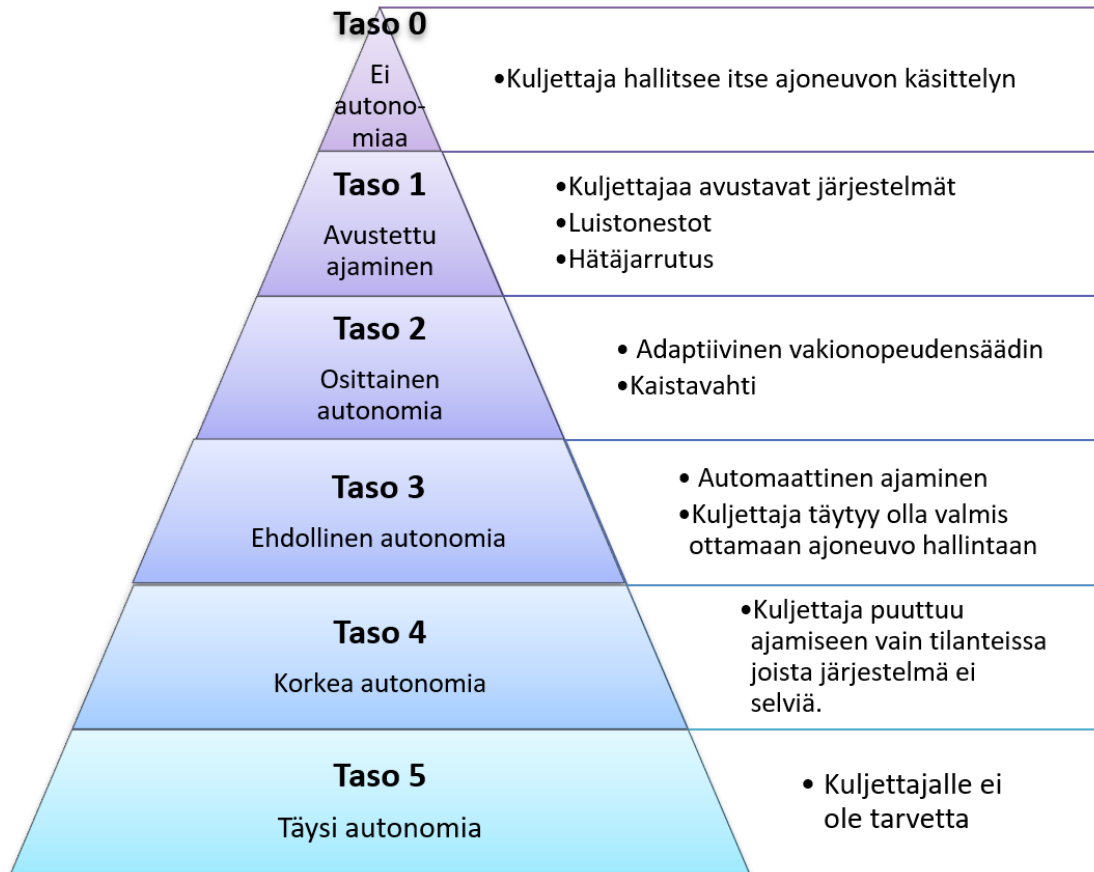 Taso 0
Ei
autono-
miaa
•Kuljettaja hallitsee itse ajoneuvon käsittelyn
Taso 1
Avustettu
ajaminen
•Kuljettajaa avustavat järjestelmät
•Luistonestot
•Hätäjarrutus
Taso 2
Osittainen
autonomia
• Adaptiivinen vakionopeudensäädin
•Kaistavahti
Taso 3
Ehdollinen autonomia
• Automaattinen ajaminen
•Kuljettaja täytyy olla valmis
ottamaan ajoneuvo hallintaan
Taso 4
Korkea autonomia
•Kuljettaja puuttuu
ajamiseen vain tilanteissa
joista järjestelmä ei
selviä.
Taso 5
Täysi autonomia
• Kuljettajalle ei
ole tarvetta